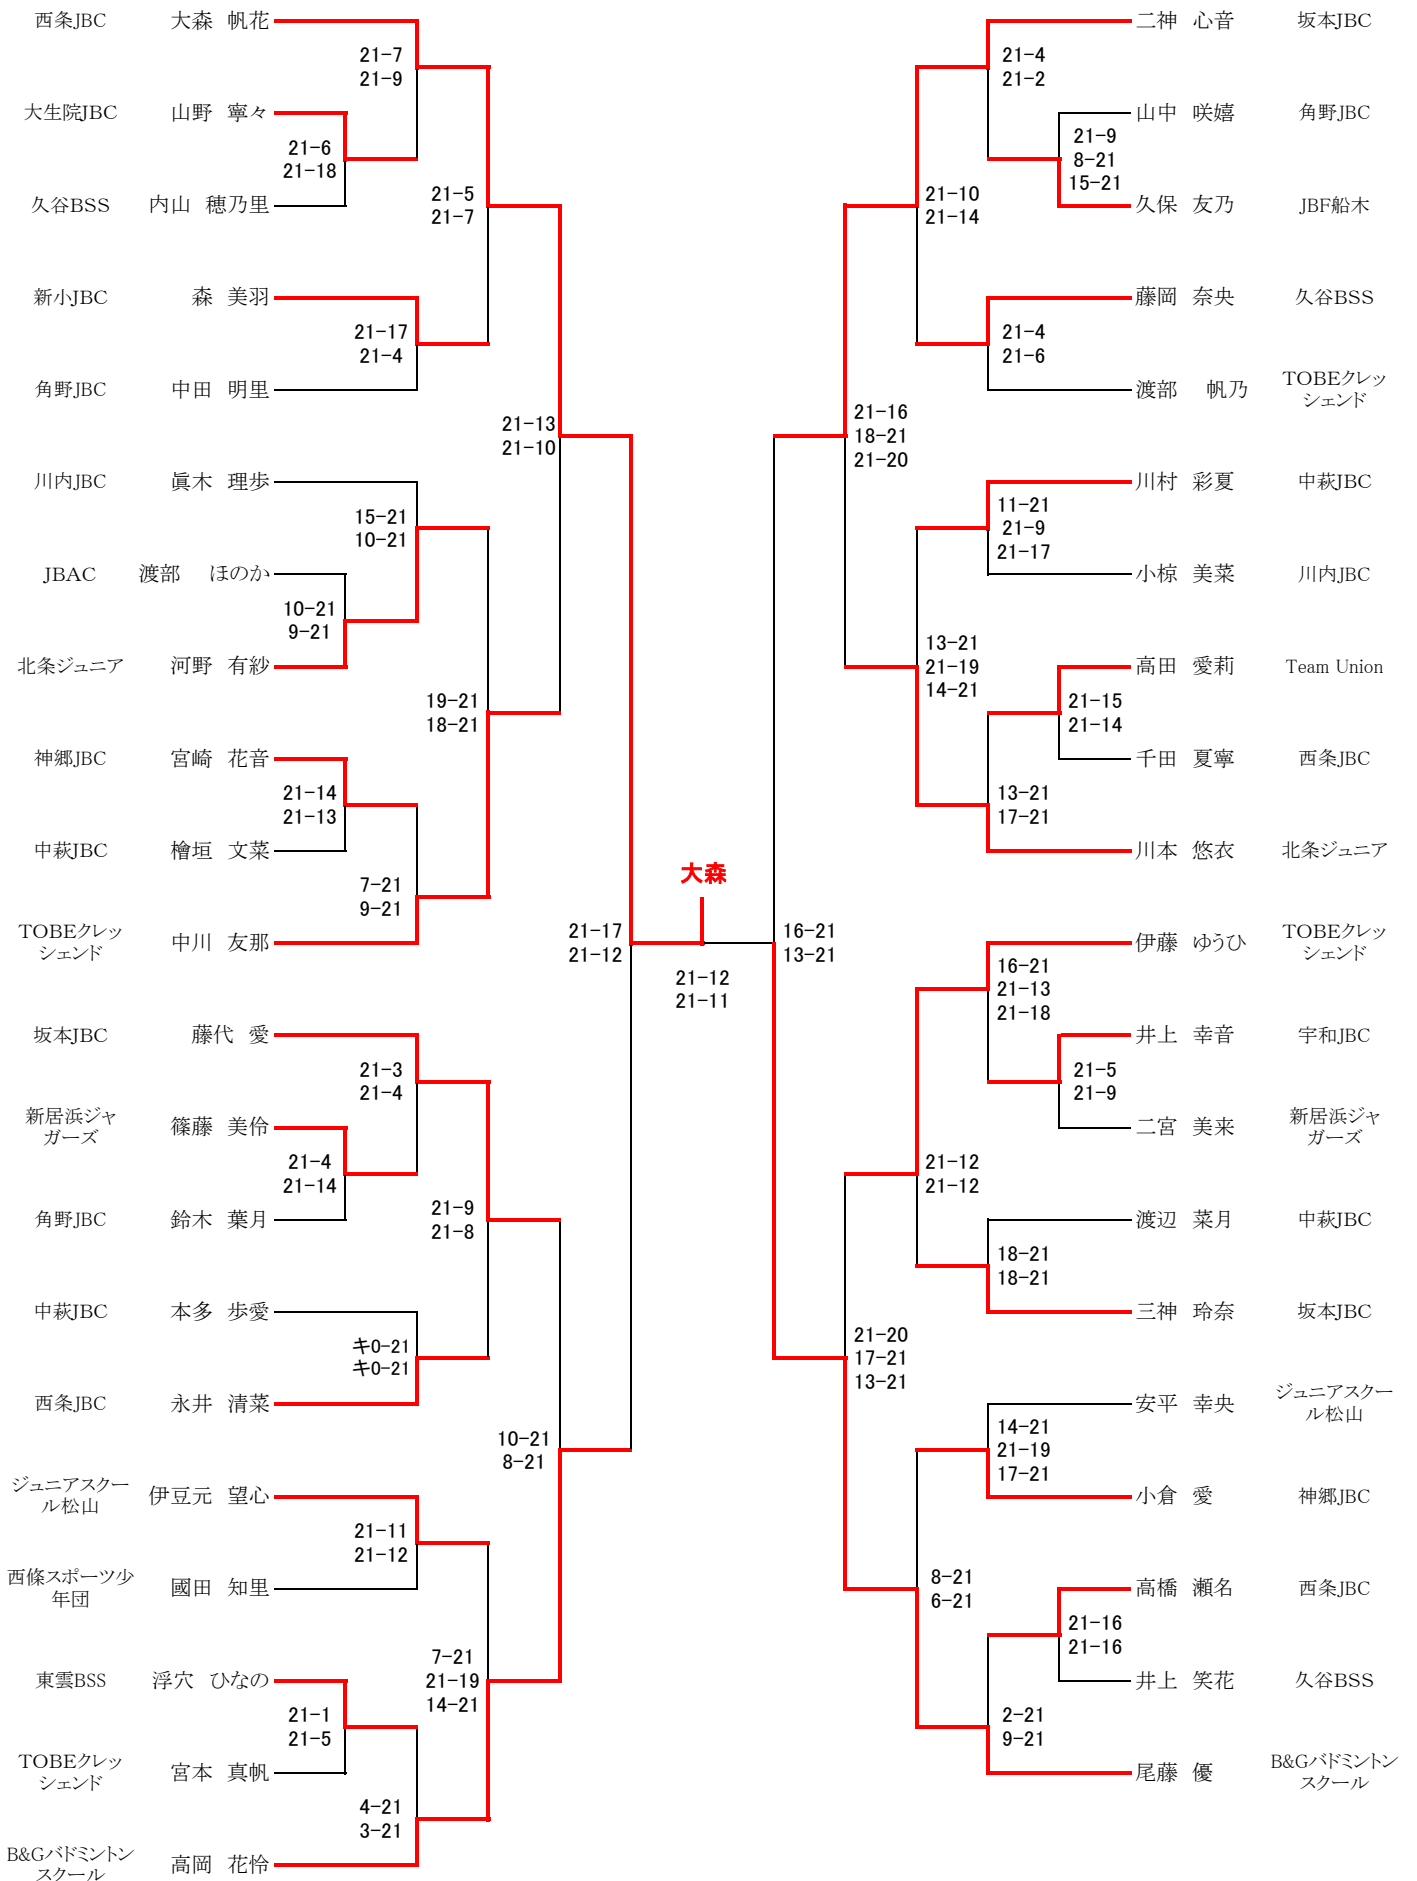 西条JBC 大森 帆花
21-7
21-9
大生院JBC 山野 寧々
21-6
21-18
久谷BSS 内山 穂乃里
21-5
21-7
新小JBC 森 美羽
21-17
21-4
角野JBC 中田 明里
21-13
21-10
川内JBC 眞木 理歩
15-21
10-21
JBAC 渡部 ほのか
10-21
9-21
北条ジュニア 河野 有紗
19-21
18-21
神郷JBC 宮崎 花音
21-14
21-13
中萩JBC 檜垣 文菜
7-21
9-21
TOBEクレッ
シェンド 中川 友那
21-17
21-12
坂本JBC 藤代 愛
21-3
21-4
新居浜ジャ
ガーズ 篠藤 美伶
21-4
21-14
角野JBC 鈴木 葉月
21-9
21-8
中萩JBC 本多 歩愛
キ0-21
キ0-21
西条JBC 永井 清菜
10-21
8-21
ジュニアスクー
ル松山 伊豆元 望心
21-11
21-12
西條スポーツ少
年団 國田 知里
7-21
21-19
14-21
東雲BSS 浮穴 ひなの
21-1
21-5
TOBEクレッ
シェンド 宮本 真帆
4-21
3-21
B&Gバドミントン
スクール 高岡 花怜
大森
21-12
21-11
二神 心音 坂本JBC
21-4
21-2
山中 咲嬉 角野JBC
21-9
8-21
15-21
久保 友乃 JBF船木
21-10
21-14
藤岡 奈央 久谷BSS
21-4
21-6
渡部 帆乃 TOBEクレッ
シェンド
21-16
18-21
21-20
川村 彩夏 中萩JBC
11-21
21-9
21-17
小椋 美菜 川内JBC
13-21
21-19
14-21
高田 愛莉 Team Union
21-15
21-14
千田 夏寧 西条JBC
13-21
17-21
川本 悠衣 北条ジュニア
16-21
13-21
伊藤 ゆうひ TOBEクレッ
シェンド
16-21
21-13
21-18
井上 幸音 宇和JBC
21-5
21-9
二宮 美来 新居浜ジャ
ガーズ
21-12
21-12
渡辺 菜月 中萩JBC
18-21
18-21
三神 玲奈 坂本JBC
21-20
17-21
13-21
安平 幸央 ジュニアスクー
ル松山
14-21
21-19
17-21
小倉 愛 神郷JBC
8-21
6-21
高橋 瀬名 西条JBC
21-16
21-16
井上 笑花 久谷BSS
2-21
9-21
尾藤 優 B&Gバドミントン
スクール